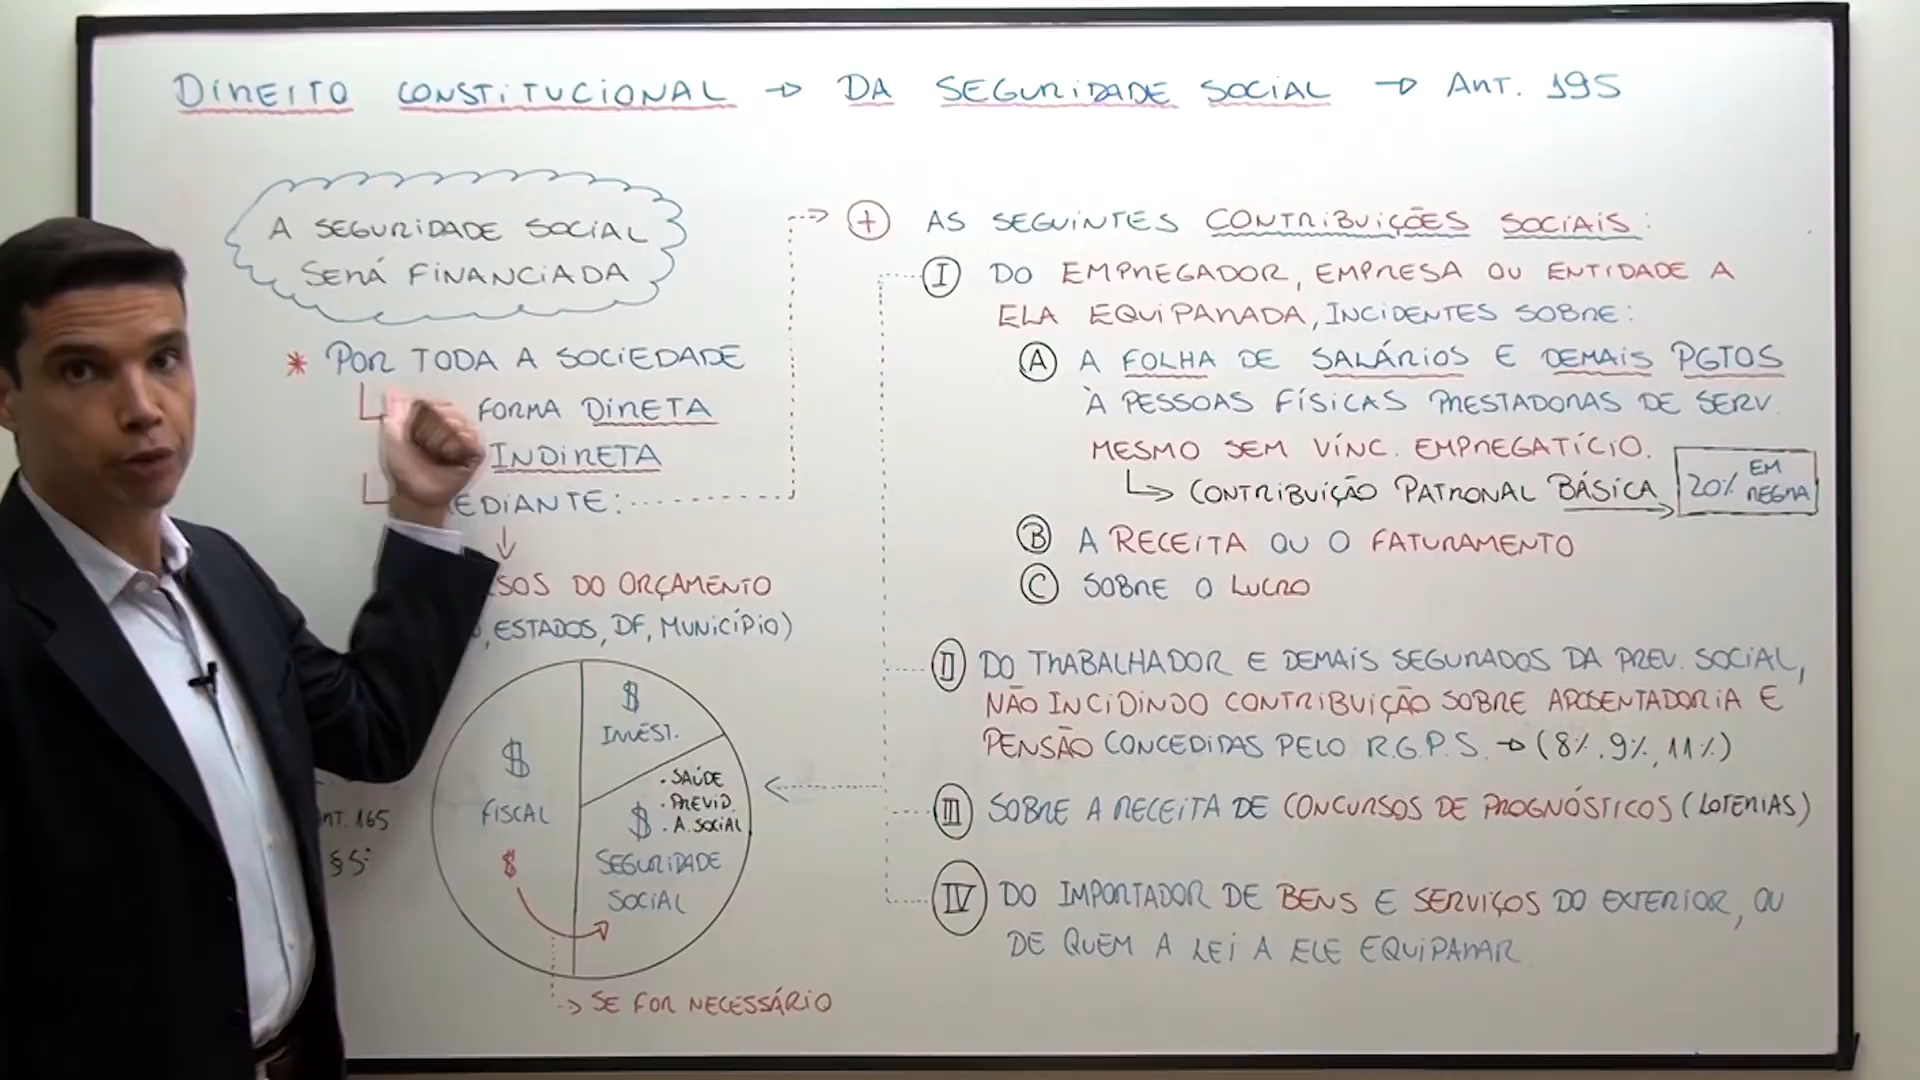 DIREITO CONSTITUCIONAL → DA SEGURIDADE SOCIAL → ART. 195
A SEGURIDADE SOCIAL
SERÁ FINANCIADA
* POR TODA A SOCIEDADE
FORMA DIRETA
INDIRETA
EDIANTE:
SOS DO ORÇAMENTO
, ESTADOS, DF, MUNICÍPIO)
$
INVEST.
$
FISCAL
$
. SAÚDE
. PREVID.
$ . A. SOCIAL
SEGURIDADE
SOCIAL
RT. 165
§5º
→ SE FOR NECESSÁRIO
+ AS SEGUINTES CONTRIBUIÇÕES SOCIAIS:
I DO EMPREGADOR, EMPRESA OU ENTIDADE A
ELA EQUIPARADA, INCIDENTES SOBRE:
A A FOLHA DE SALÁRIOS E DEMAIS PGTOS
À PESSOAS FÍSICAS PRESTADORAS DE SERV.
MESMO SEM VÍNC. EMPREGATÍCIO.
→ CONTRIBUIÇÃO PATRONAL BÁSICA → 20% EM REGRA
B A RECEITA OU O FATURAMENTO
C SOBRE O LUCRO
II DO TRABALHADOR E DEMAIS SEGURADOS DA PREV. SOCIAL,
NÃO INCIDINDO CONTRIBUIÇÃO SOBRE APOSENTADORIA E
PENSÃO CONCEDIDAS PELO R.G.P.S. → (8%, 9%, 11%)
III SOBRE A RECEITA DE CONCURSOS DE PROGNÓSTICOS (LOTERIAS)
IV DO IMPORTADOR DE BENS E SERVIÇOS DO EXTERIOR, OU
DE QUEM A LEI A ELE EQUIPARAR.